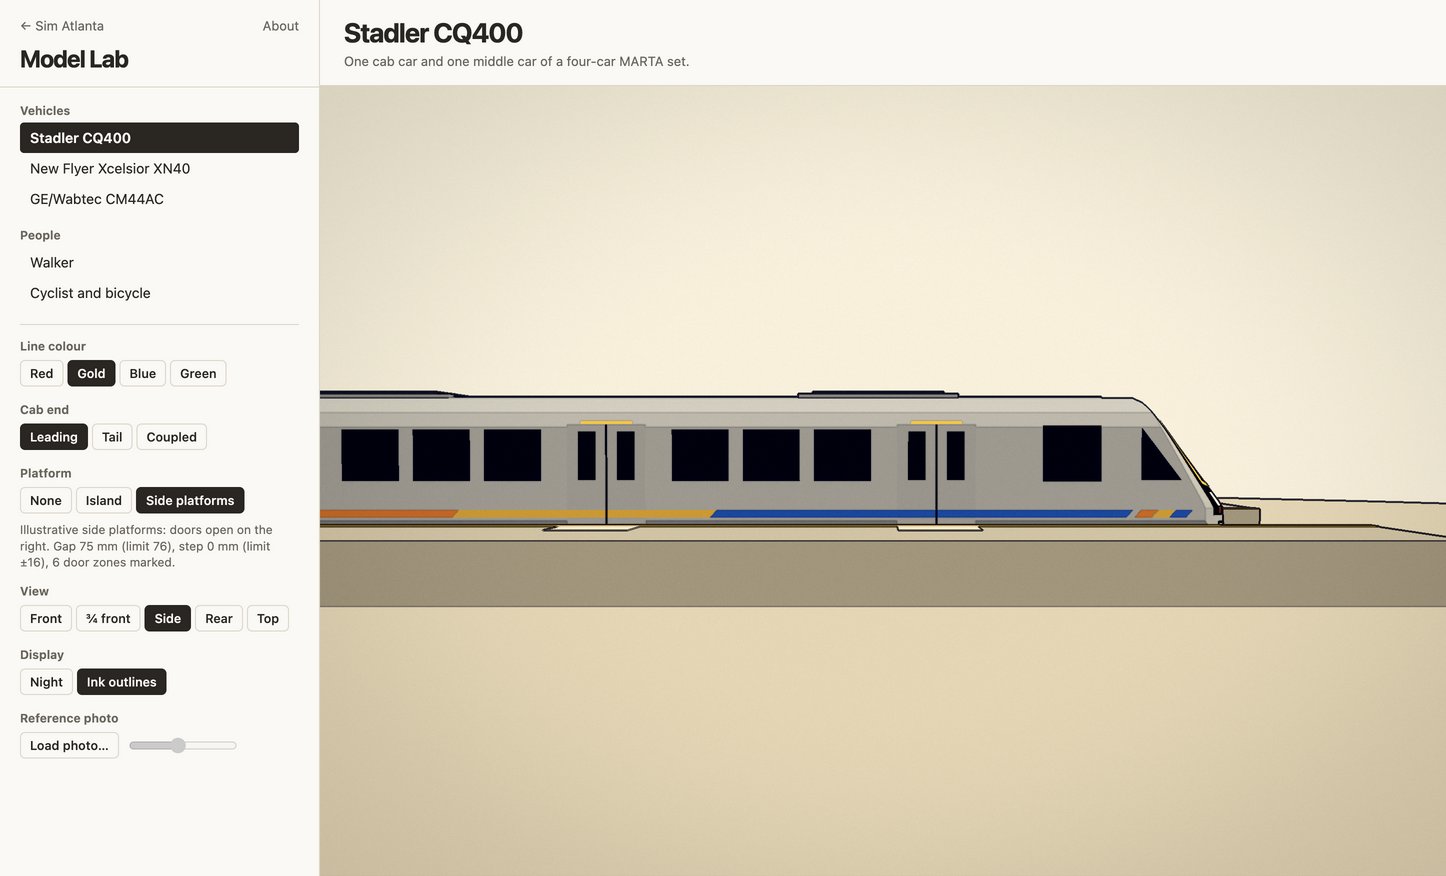 ← Sim Atlanta
About
Model Lab
Vehicles
Stadler CQ400
New Flyer Xcelsior XN40
GE/Wabtec CM44AC
People
Walker
Cyclist and bicycle
Line colour
Red Gold Blue Green
Cab end
Leading Tail Coupled
Platform
None Island Side platforms
Illustrative side platforms: doors open on the
right. Gap 75 mm (limit 76), step 0 mm (limit
±16), 6 door zones marked.
View
Front ¾ front Side Rear Top
Display
Night Ink outlines
Reference photo
Load photo...
Stadler CQ400
One cab car and one middle car of a four-car MARTA set.